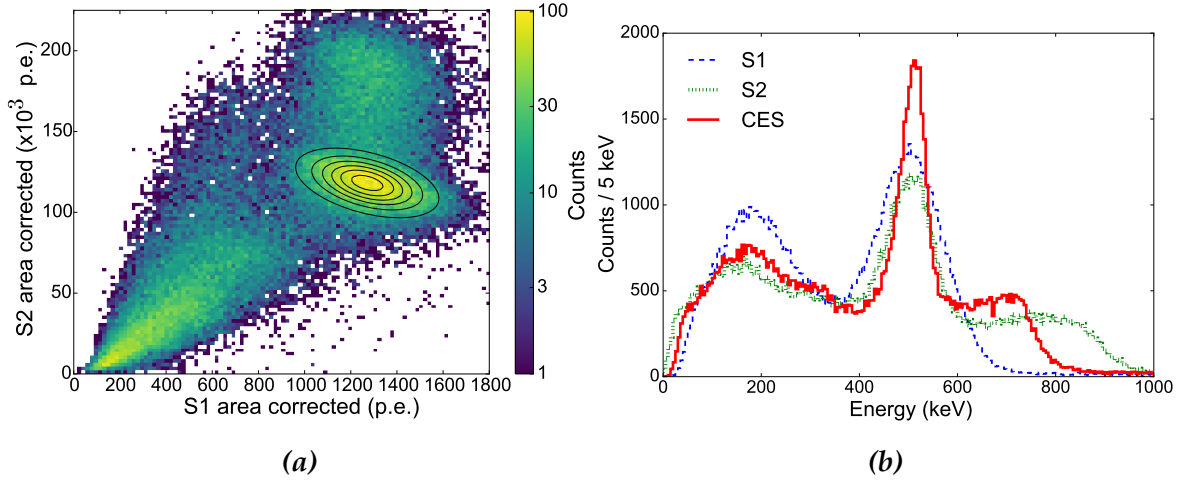 S2 area corrected (x10³ p.e.)
200
150
100
50
0
0 200 400 600 800 1000 1200 1400 1600 1800
S1 area corrected (p.e.)
100
30
10
3
1
Counts
(a)
Counts / 5 keV
2000
1500
1000
500
0
S1
S2
CES
0 200 400 600 800 1000
Energy (keV)
(b)